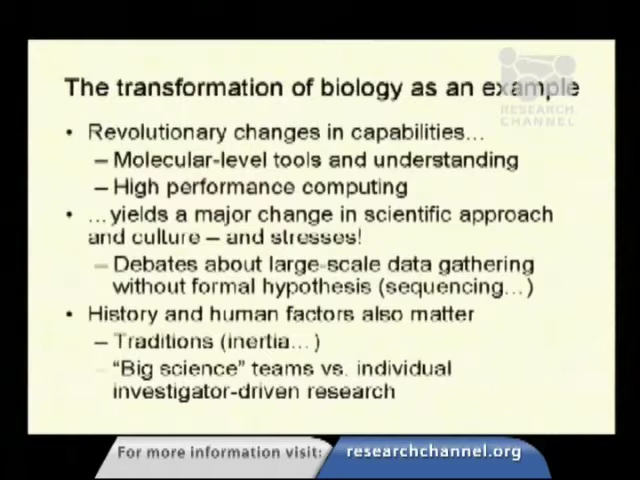 The transformation of biology as an example
RESEARCH
CHANNEL
• Revolutionary changes in capabilities…
– Molecular-level tools and understanding
– High performance computing
• …yields a major change in scientific approach
and culture – and stresses!
– Debates about large-scale data gathering
without formal hypothesis (sequencing…)
• History and human factors also matter
– Traditions (inertia…)
– "Big science" teams vs. individual
investigator-driven research
For more information visit: researchchannel.org